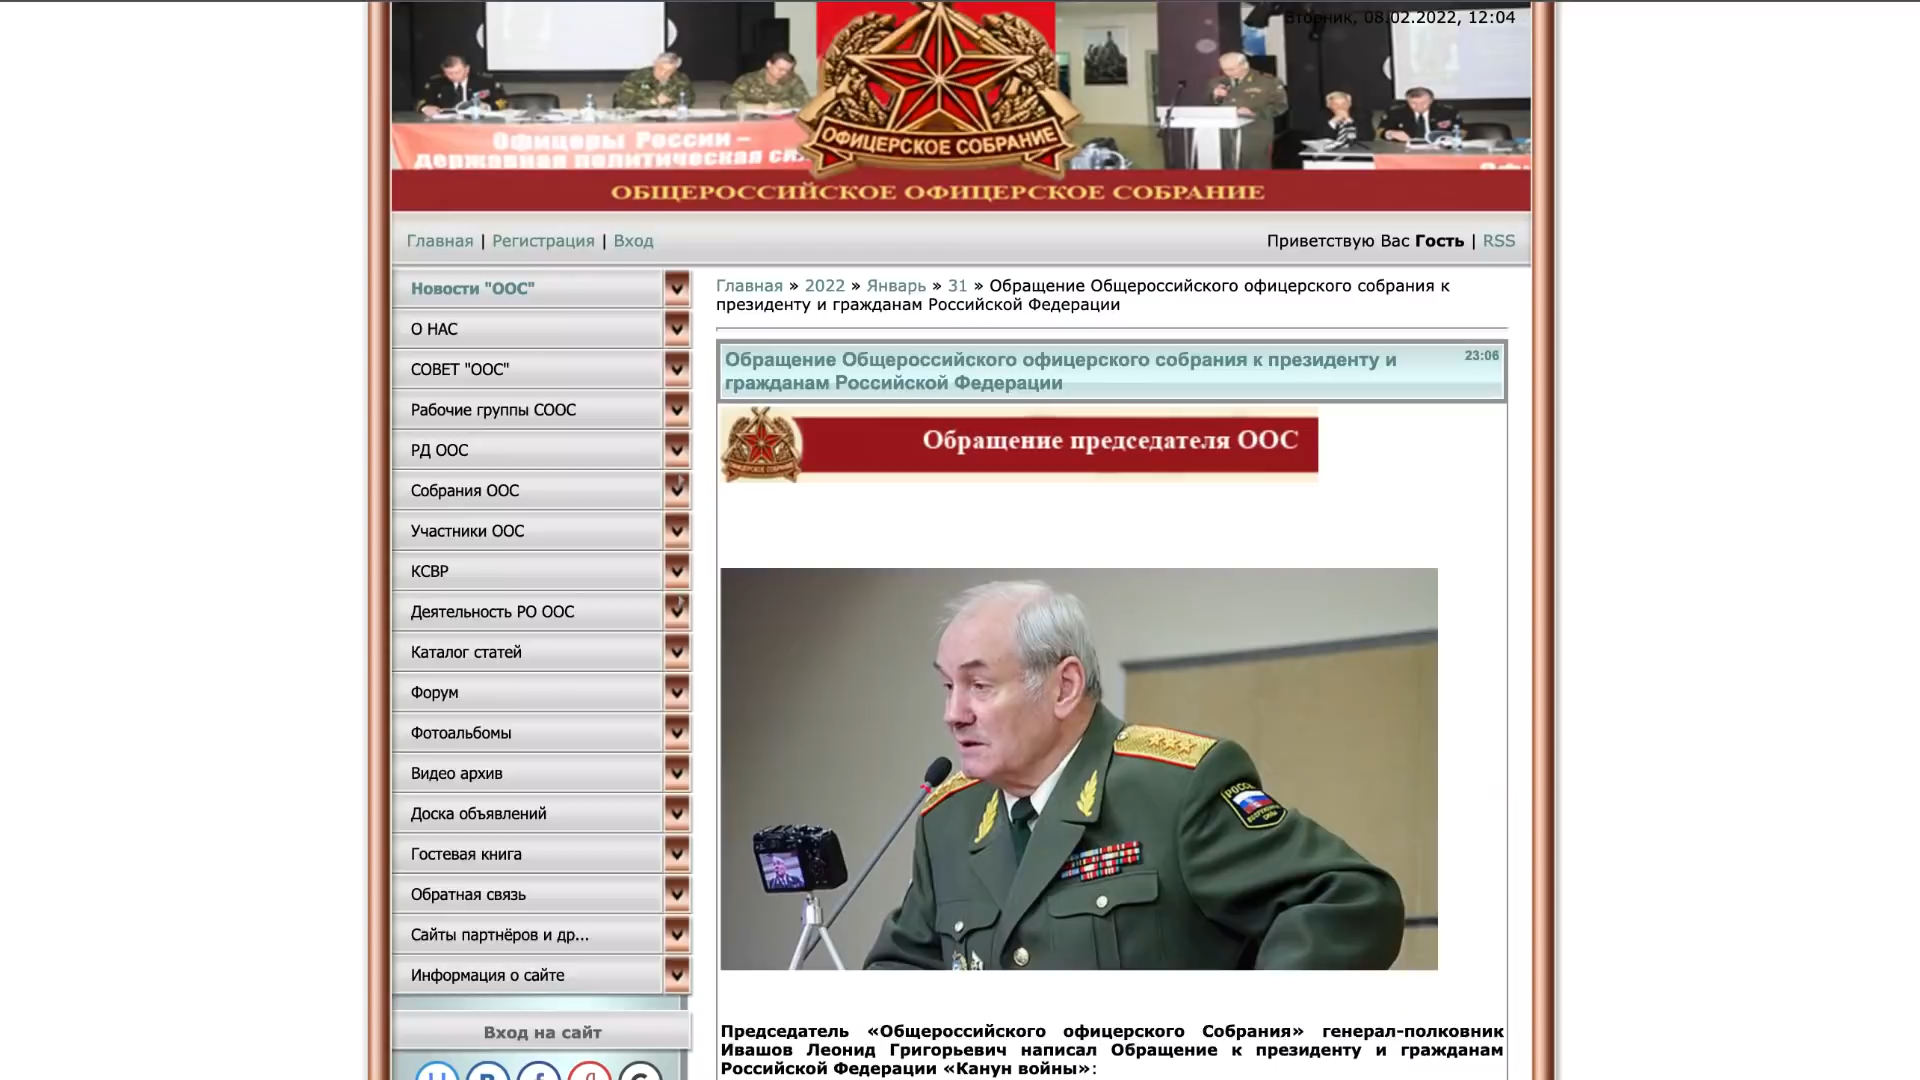 Вторник, 08.02.2022, 12:04
Офицеры России –
державная политическая
ОФИЦЕРСКОЕ СОБРАНИЕ
ОБЩЕРОССИЙСКОЕ ОФИЦЕРСКОЕ СОБРАНИЕ
Главная | Регистрация | Вход
Приветствую Вас Гость | RSS
Новости "ООС"
О НАС
СОВЕТ "ООС"
Рабочие группы СООС
РД ООС
Собрания ООС
Участники ООС
КСВР
Деятельность РО ООС
Каталог статей
Форум
Фотоальбомы
Видео архив
Доска объявлений
Гостевая книга
Обратная связь
Сайты партнёров и др...
Информация о сайте
Вход на сайт
Главная » 2022 » Январь » 31 » Обращение Общероссийского офицерского собрания к
президенту и гражданам Российской Федерации
Обращение Общероссийского офицерского собрания к президенту и
гражданам Российской Федерации
23:06
Обращение председателя ООС
Председатель «Общероссийского офицерского Собрания» генерал-полковник
Ивашов Леонид Григорьевич написал Обращение к президенту и гражданам
Российской Федерации «Канун войны»: